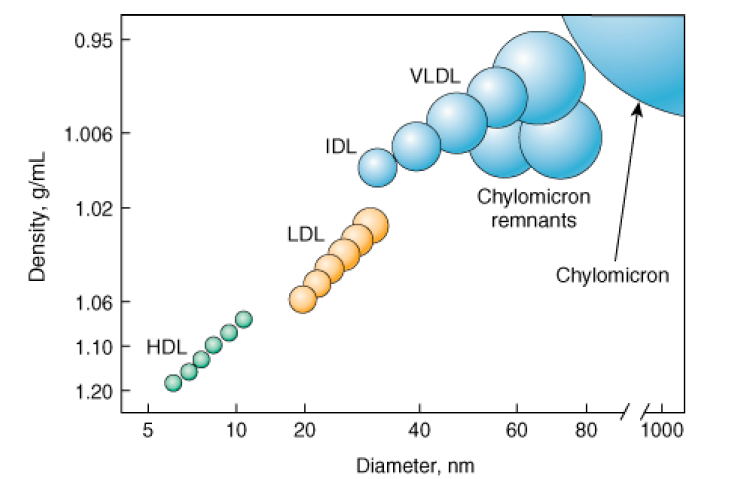 0.95
VLDL
1.006
IDL
Chylomicron
remnants
1.02
LDL
Chylomicron
1.06
1.10
HDL
1.20
Density, g/mL
5 10 20 40 60 80 1000
Diameter, nm